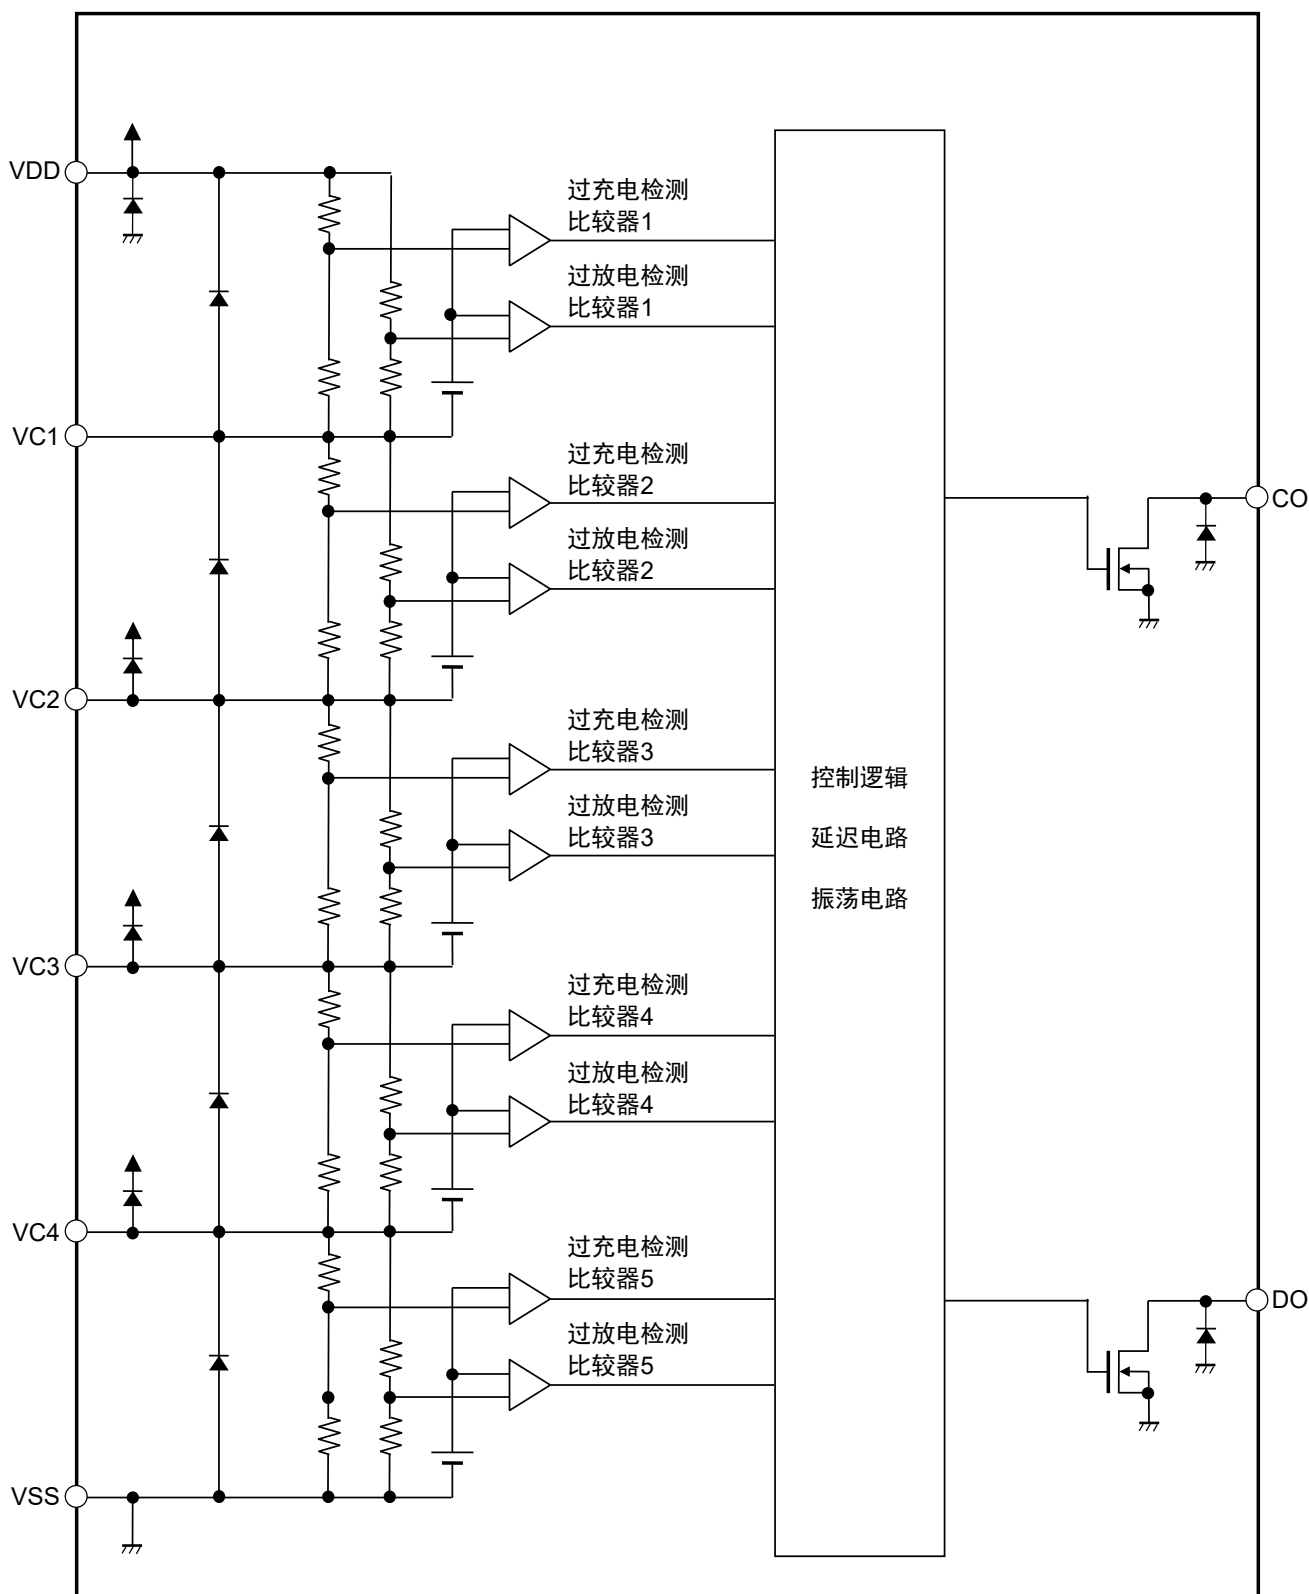 VDD
过充电检测
比较器1
过放电检测
比较器1
VC1
过充电检测
比较器2
过放电检测
比较器2
CO
VC2
过充电检测
比较器3
过放电检测
比较器3
控制逻辑
延迟电路
振荡电路
VC3
过充电检测
比较器4
过放电检测
比较器4
VC4
过充电检测
比较器5
过放电检测
比较器5
DO
VSS